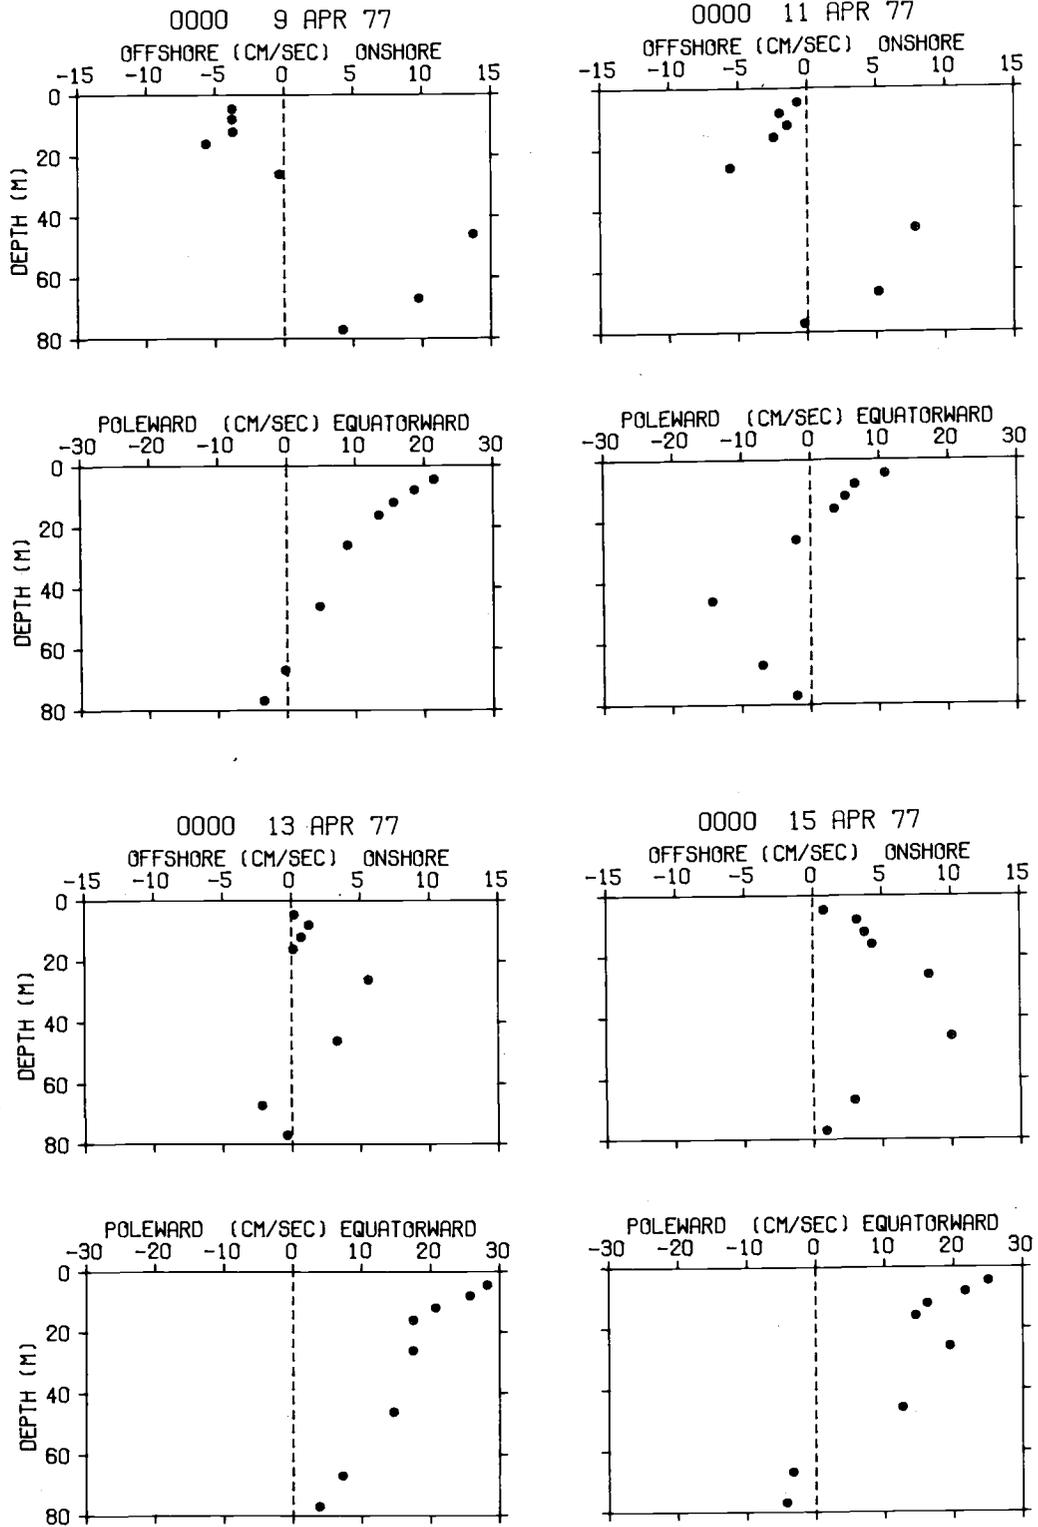 0000 9 APR 77
OFFSHORE (CM/SEC) ONSHORE
-15 -10 -5 0 5 10 15
0
20
40
60
80
DEPTH (M)
POLEWARD (CM/SEC) EQUATORWARD
-30 -20 -10 0 10 20 30
0
20
40
60
80
DEPTH (M)
0000 11 APR 77
OFFSHORE (CM/SEC) ONSHORE
-15 -10 -5 0 5 10 15
POLEWARD (CM/SEC) EQUATORWARD
-30 -20 -10 0 10 20 30
0000 13 APR 77
OFFSHORE (CM/SEC) ONSHORE
-15 -10 -5 0 5 10 15
0
20
40
60
80
DEPTH (M)
POLEWARD (CM/SEC) EQUATORWARD
-30 -20 -10 0 10 20 30
0
20
40
60
80
DEPTH (M)
0000 15 APR 77
OFFSHORE (CM/SEC) ONSHORE
-15 -10 -5 0 5 10 15
POLEWARD (CM/SEC) EQUATORWARD
-30 -20 -10 0 10 20 30